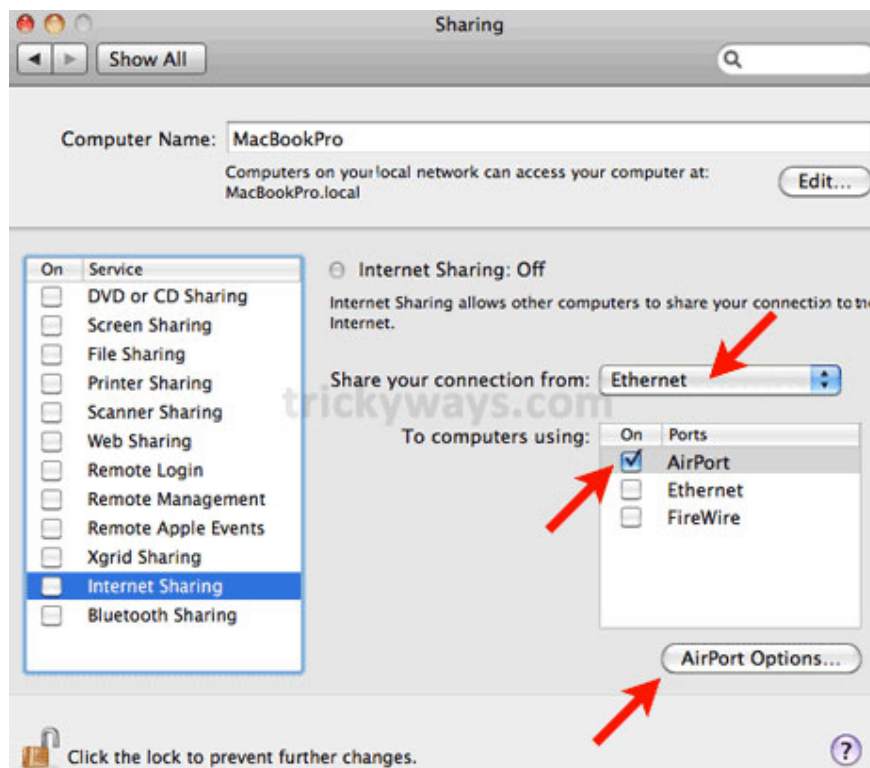 Sharing
Show All
Computer Name: MacBookPro
Computers on your local network can access your computer at:
MacBookPro.local
Edit...
On Service
DVD or CD Sharing
Screen Sharing
File Sharing
Printer Sharing
Scanner Sharing
Web Sharing
Remote Login
Remote Management
Remote Apple Events
Xgrid Sharing
Internet Sharing
Bluetooth Sharing
Internet Sharing: Off
Internet Sharing allows other computers to share your connection to the
Internet.
Share your connection from: Ethernet
trickyways.com
To computers using:
On Ports
AirPort
Ethernet
FireWire
AirPort Options...
Click the lock to prevent further changes.
?